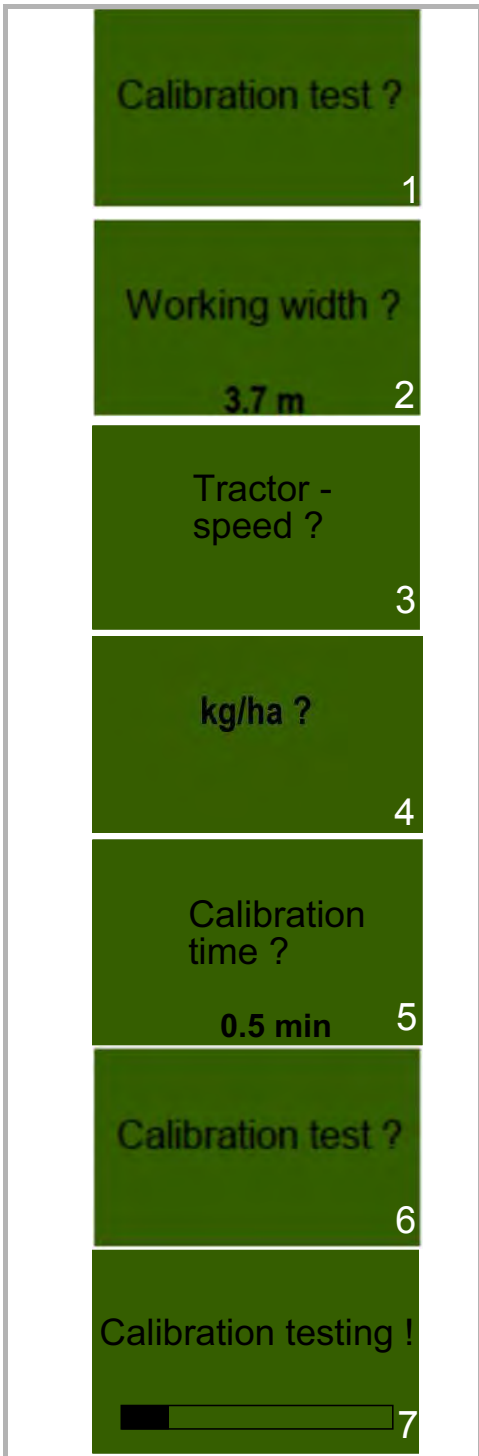 Calibration test ?
1
Working width ?
3.7 m
2
Tractor -
speed ?
3
kg/ha ?
4
Calibration
time ?
0.5 min
5
Calibration test ?
6
Calibration testing !
7